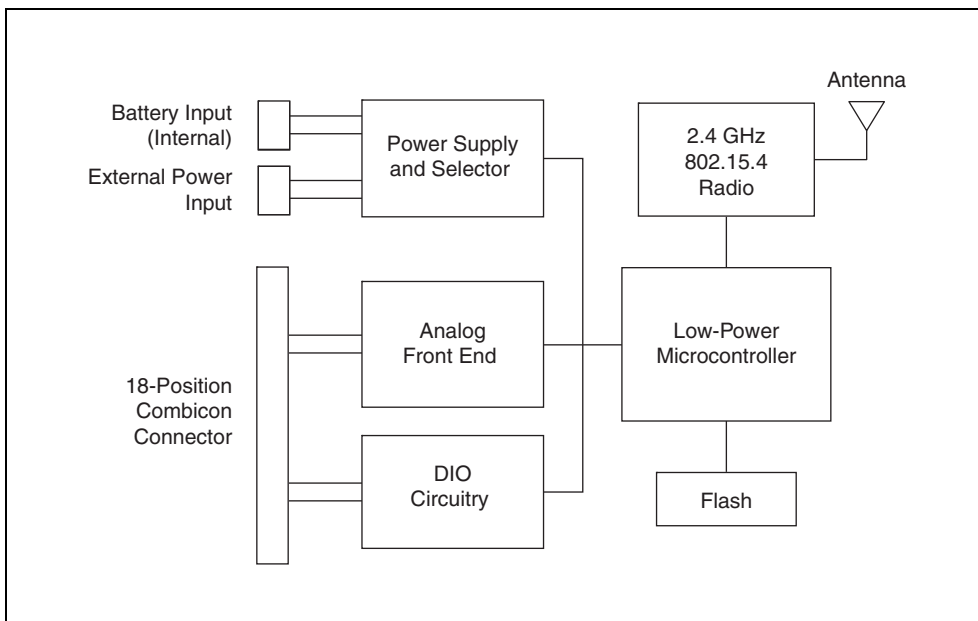 Battery Input
(Internal)
External Power
Input
Power Supply
and Selector
Antenna
2.4 GHz
802.15.4
Radio
18-Position
Combicon
Connector
Analog
Front End
Low-Power
Microcontroller
DIO
Circuitry
Flash